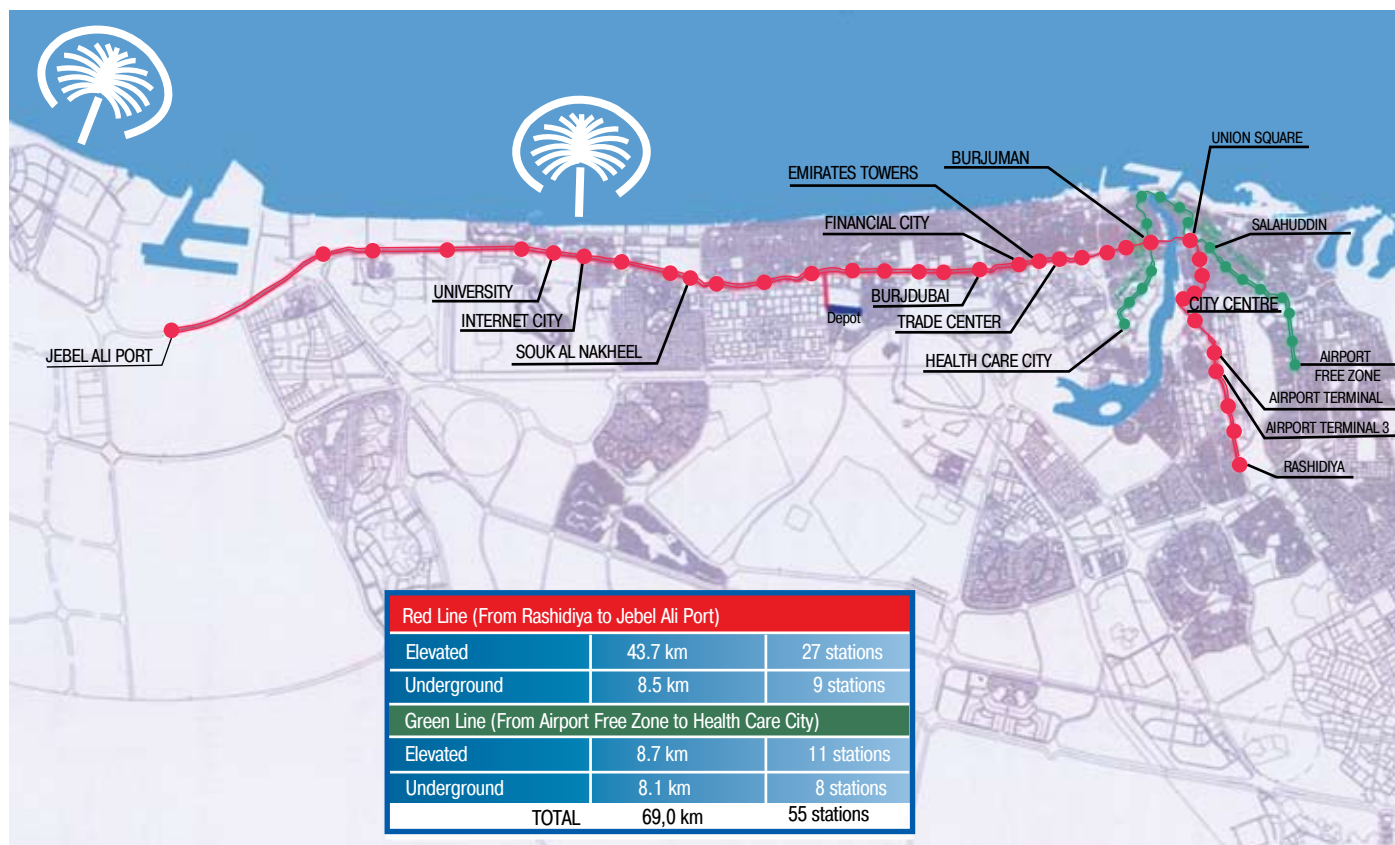 UNION SQUARE
BURJUMAN
EMIRATES TOWERS
FINANCIAL CITY
SALAHUDDIN
UNIVERSITY
BURJDUBAI
CITY CENTRE
INTERNET CITY
Depot
TRADE CENTER
SOUK AL NAKHEEL
JEBEL ALI PORT
HEALTH CARE CITY
AIRPORT
FREE ZONE
AIRPORT TERMINAL
AIRPORT TERMINAL 3
RASHIDIYA
Red Line (From Rashidiya to Jebel Ali Port)
Elevated 43.7 km 27 stations
Underground 8.5 km 9 stations
Green Line (From Airport Free Zone to Health Care City)
Elevated 8.7 km 11 stations
Underground 8.1 km 8 stations
TOTAL 69,0 km 55 stations